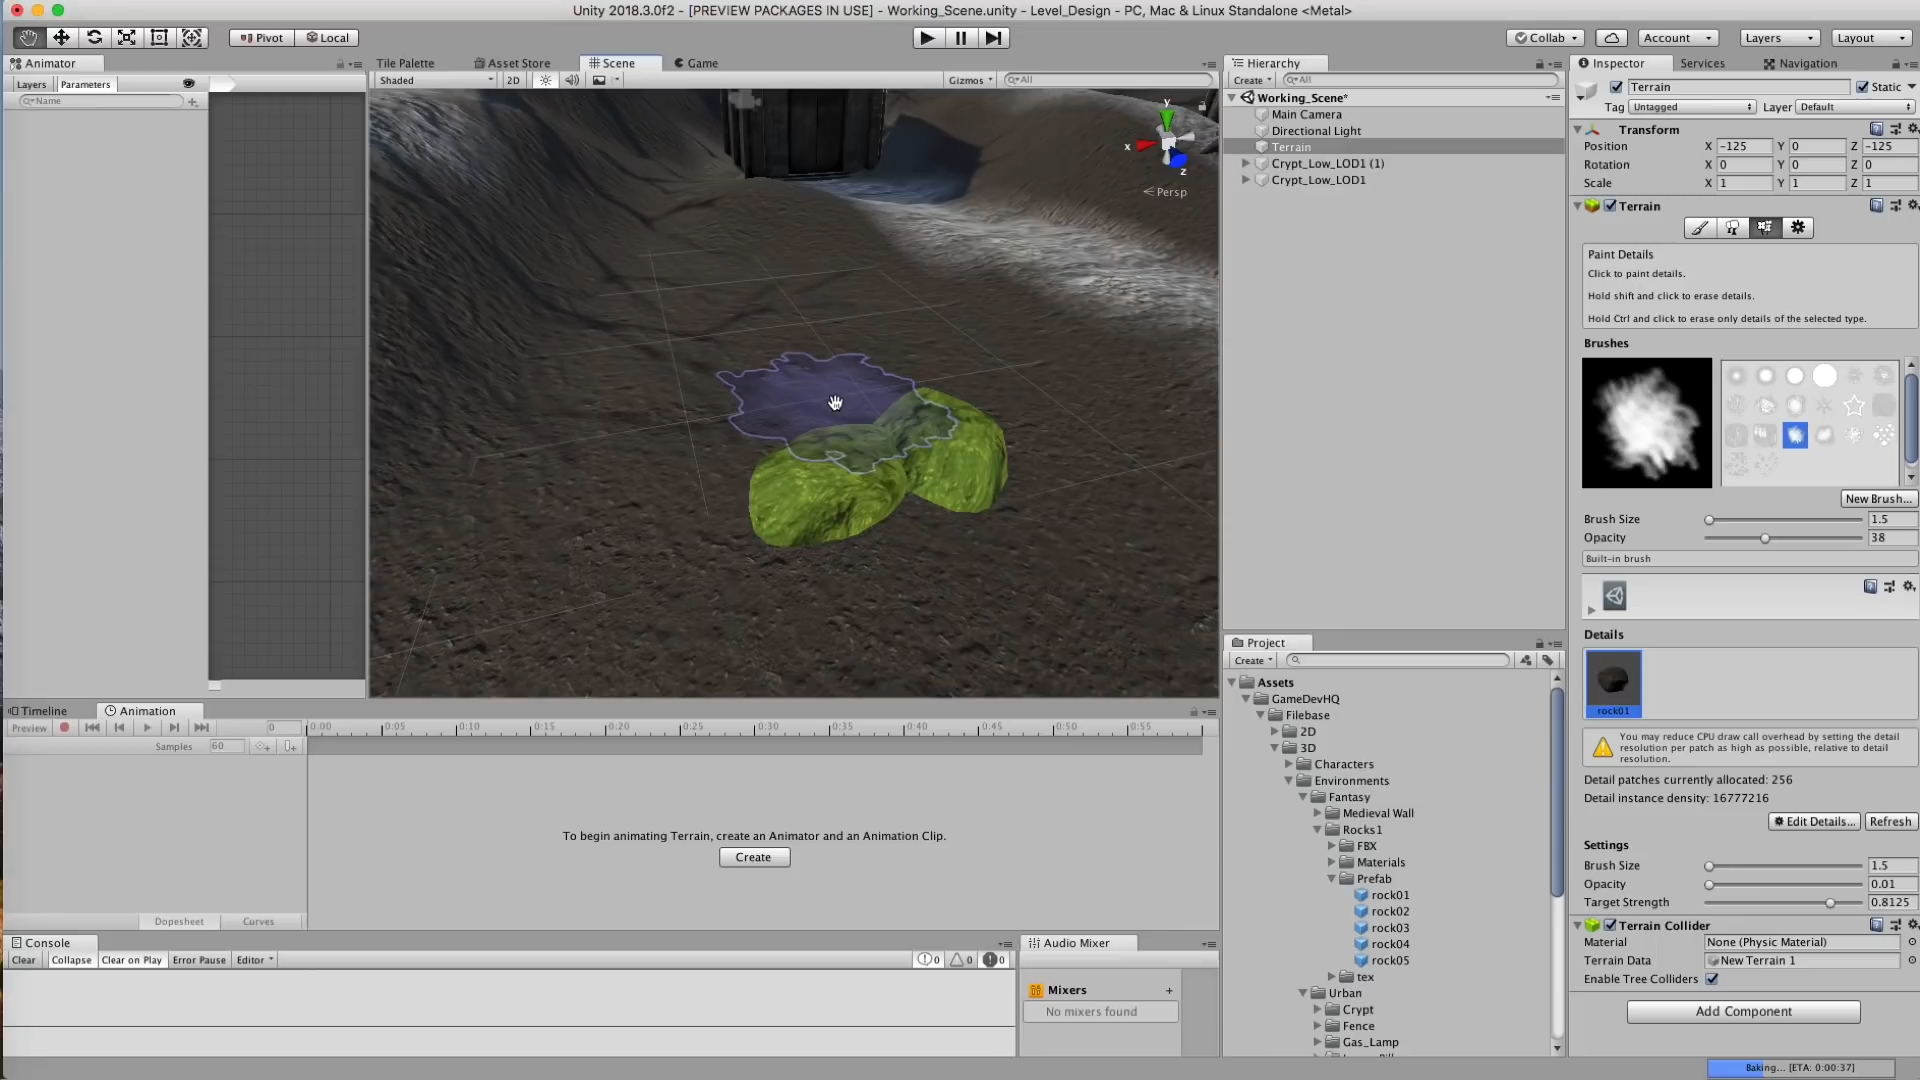 Unity 2018.3.0f2 - [PREVIEW PACKAGES IN USE] - Working_Scene.unity - Level_Design - PC, Mac & Linux Standalone <Metal>
Pivot Local Collab Account Layers Layout
Animator
Layers Parameters
Name
Tile Palette Asset Store Scene Game
Shaded 2D Gizmos All
y
x
z
Persp
Hierarchy
Create All
Working_Scene*
Main Camera
Directional Light
Terrain
Crypt_Low_LOD1 (1)
Crypt_Low_LOD1
Inspector Services Navigation
Terrain Static
Tag Untagged Layer Default
Transform
Position X -125 Y 0 Z -125
Rotation X 0 Y 0 Z 0
Scale X 1 Y 1 Z 1
Terrain
Paint Details
Click to paint details.
Hold shift and click to erase details.
Hold Ctrl and click to erase only details of the selected type.
Brushes
New Brush...
Brush Size 1.5
Opacity 38
Built-in brush
Details
rock01
You may reduce CPU draw call overhead by setting the detail
resolution per patch as high as possible, relative to detail
resolution.
Detail patches currently allocated: 256
Detail instance density: 16777216
Edit Details... Refresh
Settings
Brush Size 1.5
Opacity 0.01
Target Strength 0.8125
Terrain Collider
Material None (Physic Material)
Terrain Data New Terrain 1
Enable Tree Colliders
Add Component
Project
Create
Assets
GameDevHQ
Filebase
2D
3D
Characters
Environments
Fantasy
Medieval Wall
Rocks1
FBX
Materials
Prefab
rock01
rock02
rock03
rock04
rock05
tex
Urban
Crypt
Fence
Gas_Lamp
Timeline Animation
Preview 0 0:00 0:05 0:10 0:15 0:20 0:25 0:30 0:35 0:40 0:45 0:50 0:55
Samples 60
To begin animating Terrain, create an Animator and an Animation Clip.
Create
Dopesheet Curves
Console
Clear Collapse Clear on Play Error Pause Editor 0 0 0
Audio Mixer
Mixers +
No mixers found
Baking... [ETA: 0:00:37]